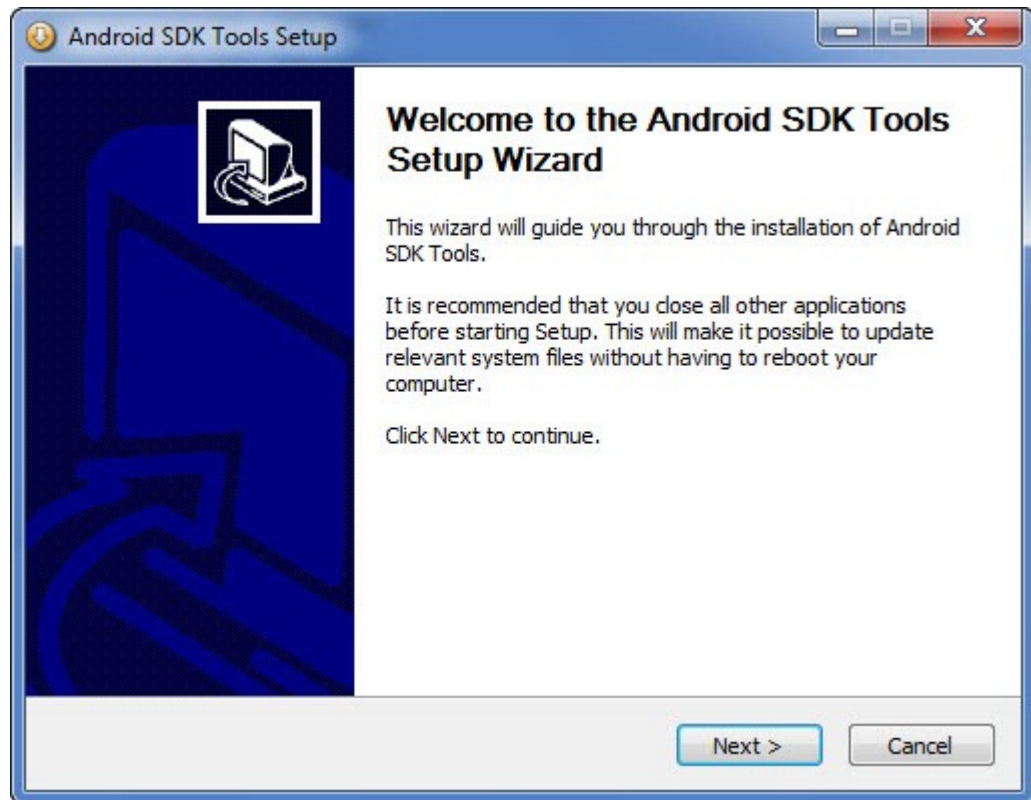 Android SDK Tools Setup
Welcome to the Android SDK Tools
Setup Wizard
This wizard will guide you through the installation of Android
SDK Tools.
It is recommended that you close all other applications
before starting Setup. This will make it possible to update
relevant system files without having to reboot your
computer.
Click Next to continue.
Next >
Cancel